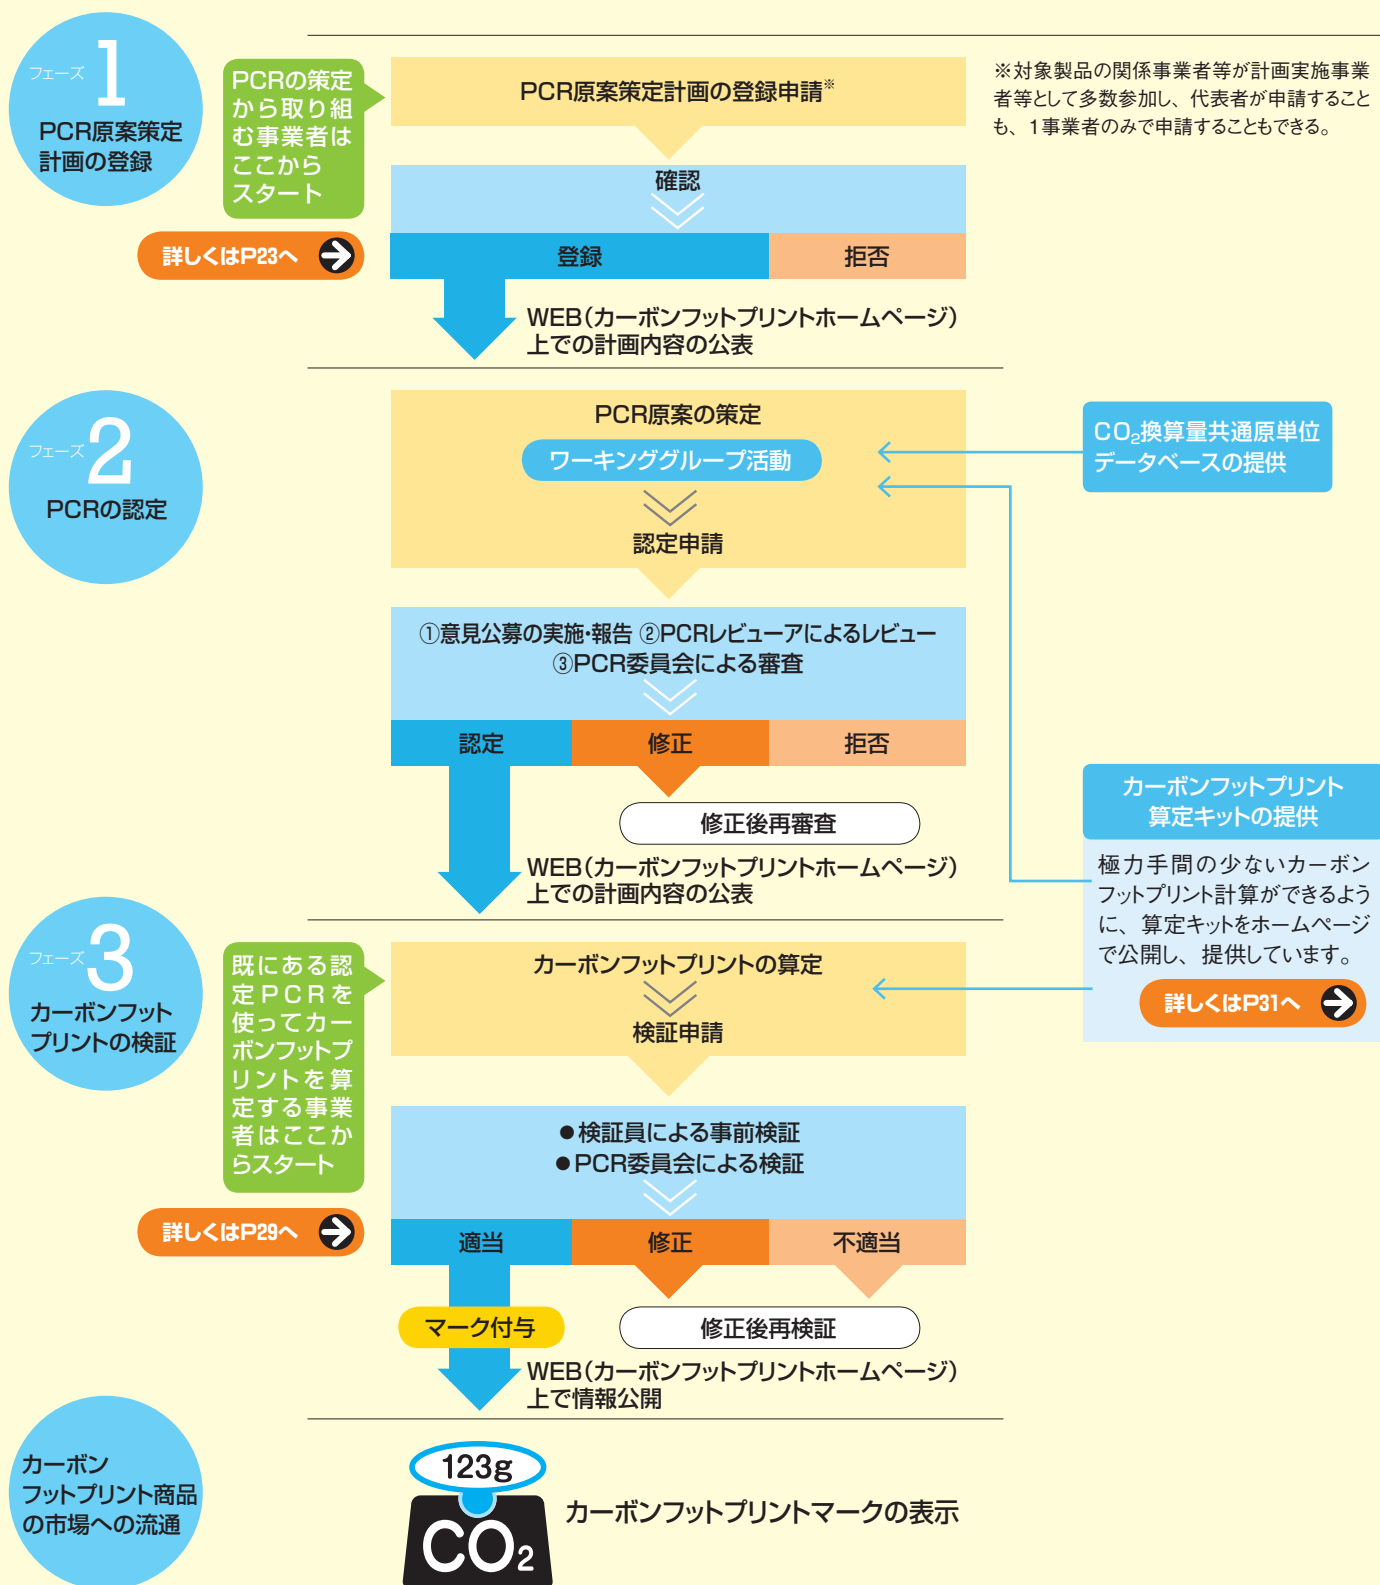 フェーズ1
PCR原案策定
計画の登録
PCRの策定
から取り組
む事業者は
ここから
スタート
詳しくはP23へ
PCR原案策定計画の登録申請※
※対象製品の関係事業者等が計画実施事業
者等として多数参加し、代表者が申請すること
も、1事業者のみで申請することもできる。
確認
登録
拒否
WEB（カーボンフットプリントホームページ）
上での計画内容の公表
フェーズ2
PCRの認定
PCR原案の策定
ワーキンググループ活動
認定申請
CO₂換算量共通原単位
データベースの提供
①意見公募の実施・報告 ②PCRレビューアによるレビュー
③PCR委員会による審査
認定
修正
拒否
修正後再審査
WEB（カーボンフットプリントホームページ）
上での計画内容の公表
カーボンフットプリント
算定キットの提供
極力手間の少ないカーボン
フットプリント計算ができるよう
に、算定キットをホームページ
で公開し、提供しています。
詳しくはP31へ
フェーズ3
カーボンフット
プリントの検証
既にある認
定PCRを
使ってカー
ボンフットプ
リントを算
定する事業
者はここか
らスタート
詳しくはP29へ
カーボンフットプリントの算定
検証申請
●検証員による事前検証
●PCR委員会による検証
適当
修正
不適当
マーク付与
修正後再検証
WEB（カーボンフットプリントホームページ）
上で情報公開
カーボン
フットプリント商品
の市場への流通
123g
CO₂
カーボンフットプリントマークの表示